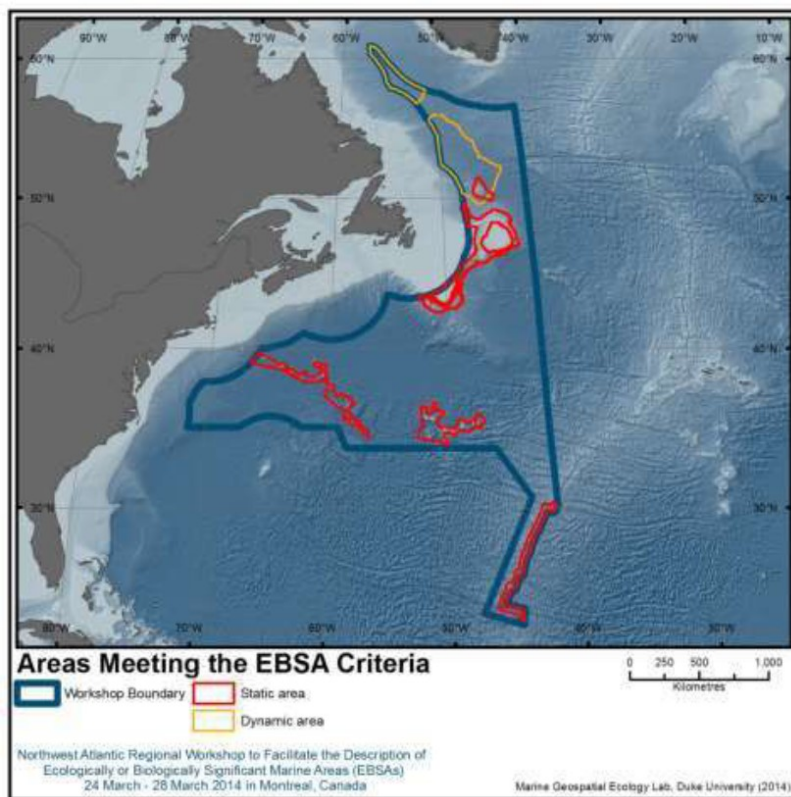 90°W 80°W 70°W 60°W 50°W 40°W 30°W 20°W 10°W
60°N 60°N
50°N 50°N
40°N 40°N
30°N 30°N
80°W 70°W 60°W 50°W 40°W 30°W
Areas Meeting the EBSA Criteria
Workshop Boundary
Static area
Dynamic area
0 250 500 1,000
Kilometres
Northwest Atlantic Regional Workshop to Facilitate the Description of
Ecologically or Biologically Significant Marine Areas (EBSAs)
24 March - 28 March 2014 in Montreal, Canada
Marine Geospatial Ecology Lab, Duke University (2014)